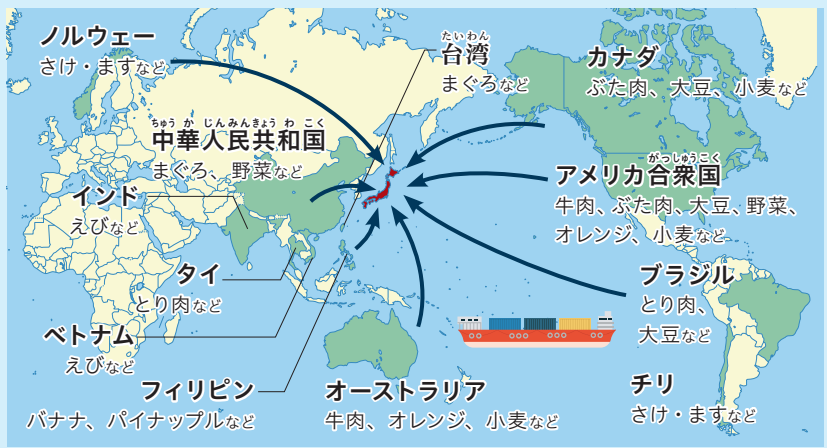 ノルウェー
さけ・ますなど
たいわん
台湾
まぐろなど
カナダ
ぶた肉、大豆、小麦など
ちゅうかじんみんきょうわこく
中華人民共和国
まぐろ、野菜など
がっしゅうこく
アメリカ合衆国
牛肉、ぶた肉、大豆、野菜、
オレンジ、小麦など
インド
えびなど
タイ
とり肉など
ブラジル
とり肉、
大豆など
ベトナム
えびなど
フィリピン
バナナ、パイナップルなど
オーストラリア
牛肉、オレンジ、小麦など
チリ
さけ・ますなど